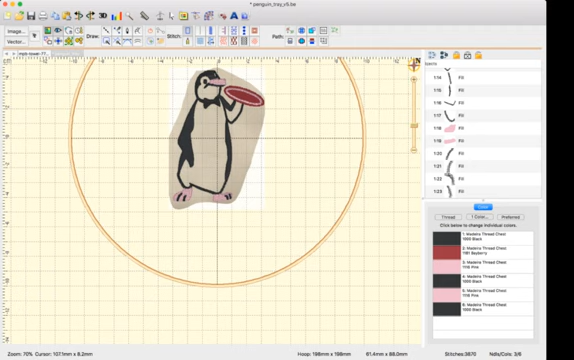 * penguin_tray_v5.be
Image...
Vector...
Draw:
Stitch:
Path:
3D
N
1:14 Fill
1:15 Fill
1:16 Fill
1:17 Fill
1:18 Fill
1:19 Fill
1:20 Fill
1:21 Fill
1:22 Fill
1:23 Fill
Color
Thread
1 Color...
Preferred
Click below to change individual colors.
1: Madeira Thread Chest
Black
2: Madeira Thread Chest
1181 Bayberry
3: Madeira Thread Chest
1116 Pink
4: Madeira Thread Chest
Black
5: Madeira Thread Chest
1116 Pink
6: Madeira Thread Chest
Black
Zoom: 70% Cursor: 107.1mm x 8.2mm
Hoop: 198mm x 198mm
61.4mm x 88.0mm
Stitches:3870
Ndls/Cols: 3/6